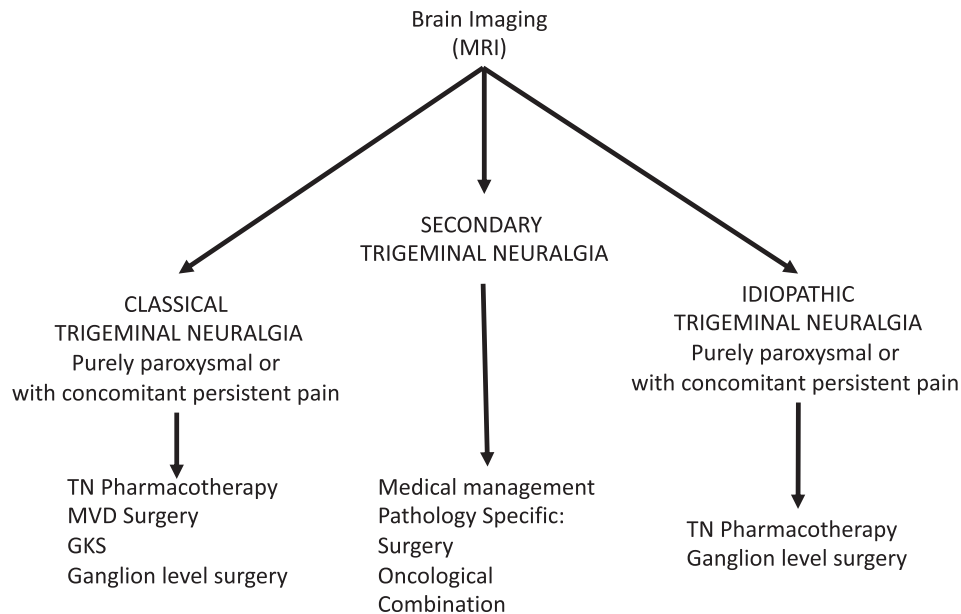 Brain Imaging
(MRI)
SECONDARY
TRIGEMINAL NEURALGIA
CLASSICAL
TRIGEMINAL NEURALGIA
Purely paroxysmal or
with concomitant persistent pain
IDIOPATHIC
TRIGEMINAL NEURALGIA
Purely paroxysmal or
with concomitant persistent pain
TN Pharmacotherapy
MVD Surgery
GKS
Ganglion level surgery
Medical management
Pathology Specific:
Surgery
Oncological
Combination
TN Pharmacotherapy
Ganglion level surgery